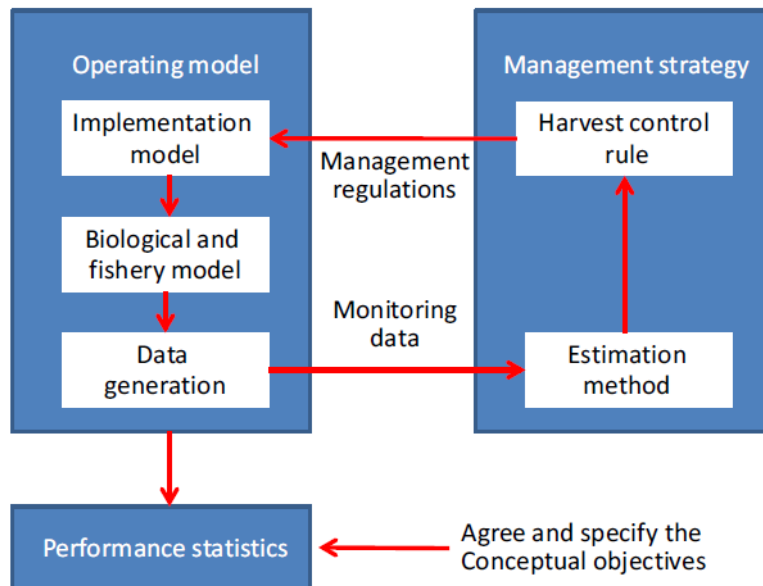 Operating model
Implementation
model
Biological and
fishery model
Data
generation
Management
regulations
Monitoring
data
Management strategy
Harvest control
rule
Estimation
method
Performance statistics
Agree and specify the
Conceptual objectives